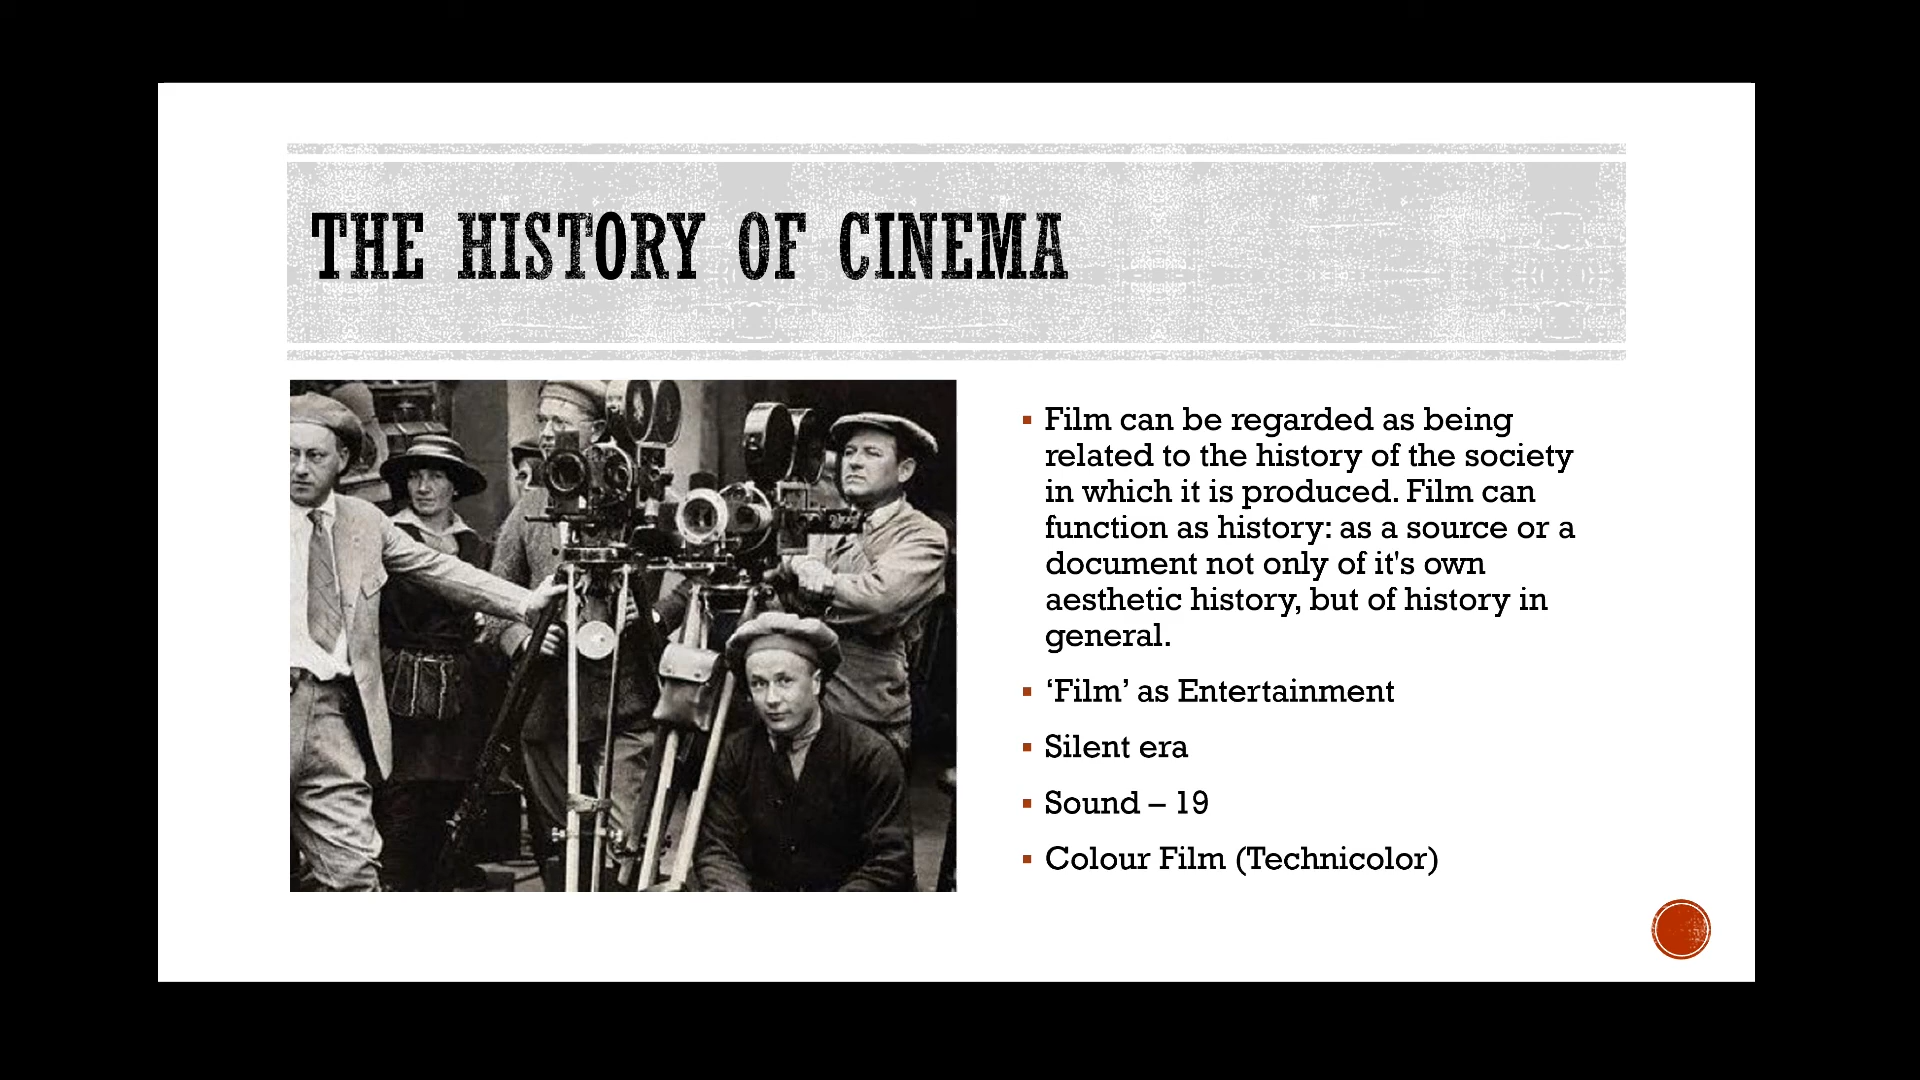 THE HISTORY OF CINEMA
▪ Film can be regarded as being
related to the history of the society
in which it is produced. Film can
function as history: as a source or a
document not only of it's own
aesthetic history, but of history in
general.
▪ ‘Film’ as Entertainment
▪ Silent era
▪ Sound – 19
▪ Colour Film (Technicolor)